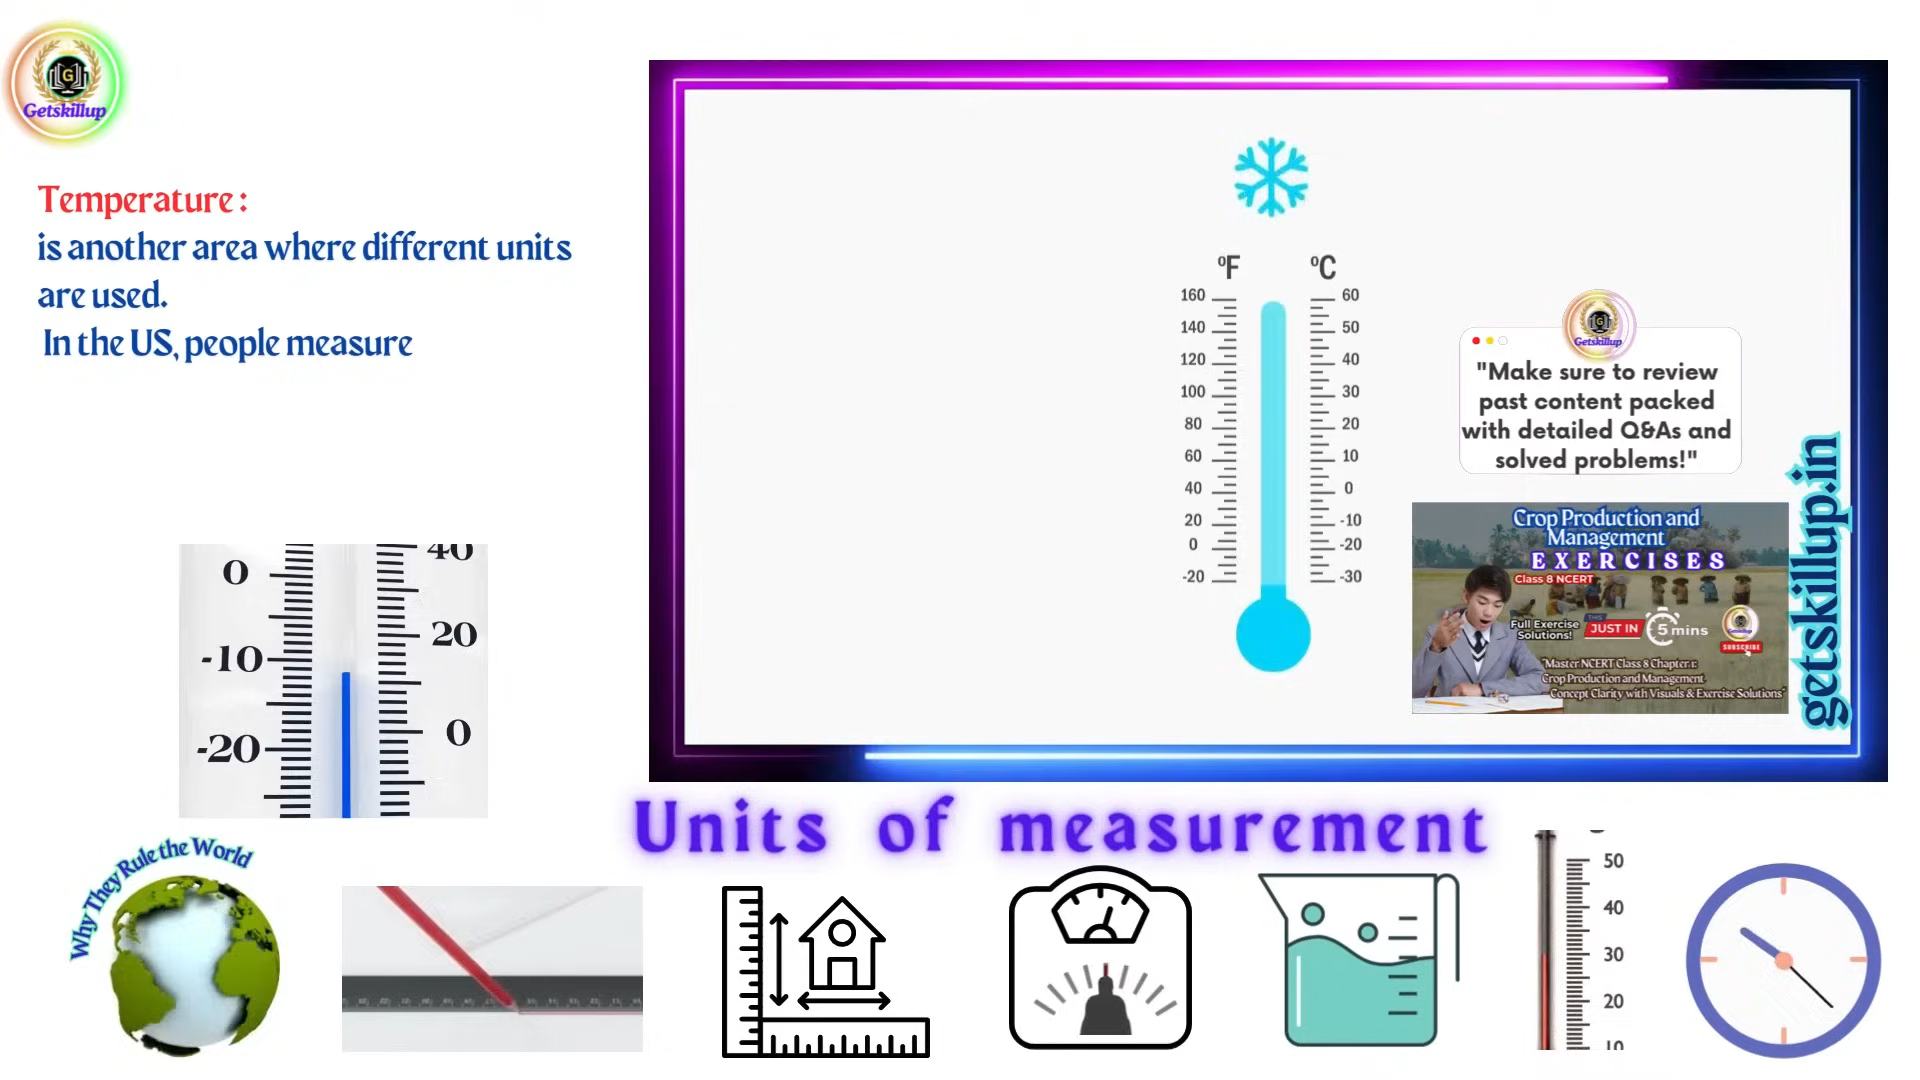 Getskillup
Temperature :
is another area where different units
are used.
In the US, people measure
0
-10
-20
40
20
0
°F
°C
160
140
120
100
80
60
40
20
0
-20
60
50
40
30
20
10
0
-10
-20
-30
Getskillup
"Make sure to review
past content packed
with detailed Q&As and
solved problems!"
Crop Production and
Management
EXERCISES
Class 8 NCERT
Full Exercise
Solutions!
THIS
JUST IN
5 mins
SUBSCRIBE
"Master NCERT Class 8 Chapter 1:
Crop Production and Management
Concept Clarity with Visuals & Exercise Solutions"
getskillup.in
Units of measurement
Why They Rule the World
50
40
30
20
10